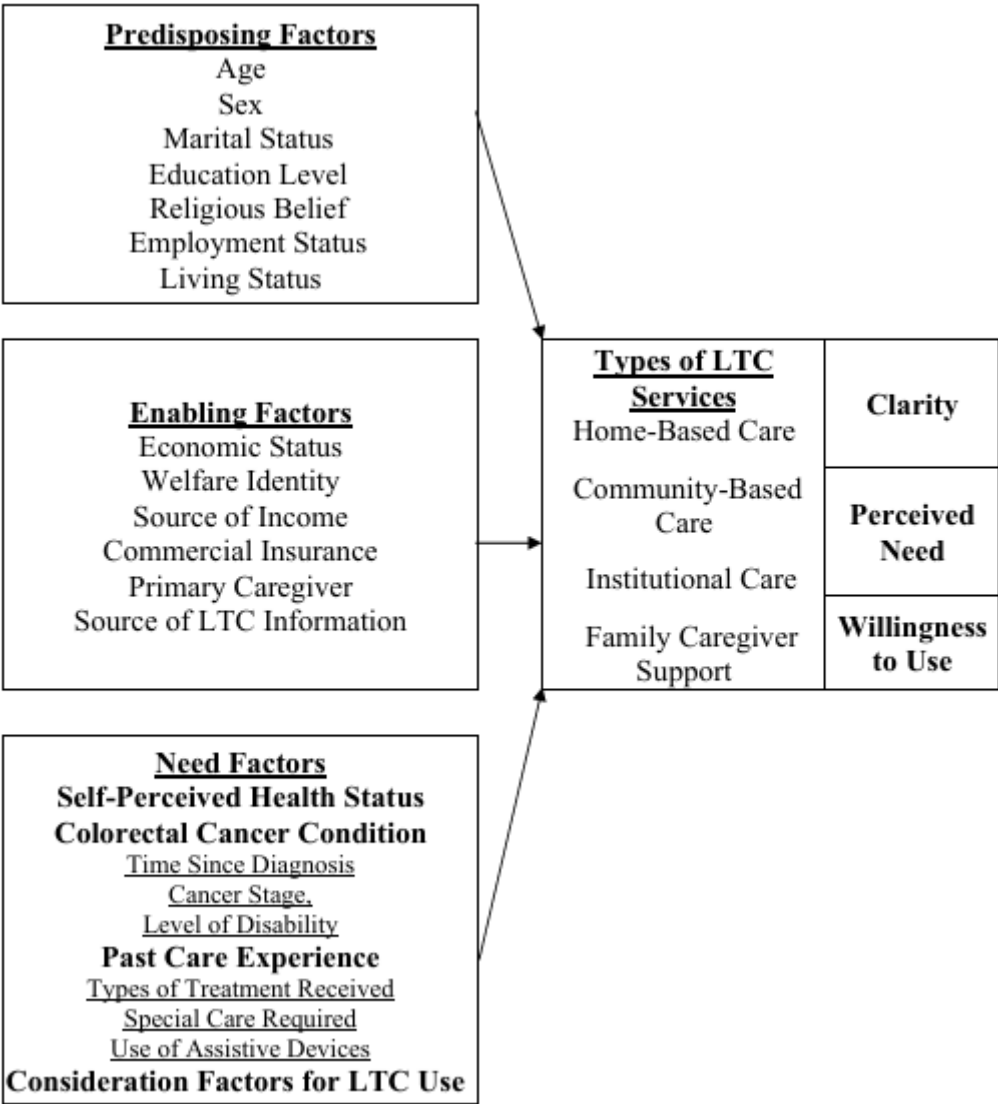 Predisposing Factors
Age
Sex
Marital Status
Education Level
Religious Belief
Employment Status
Living Status
Enabling Factors
Economic Status
Welfare Identity
Source of Income
Commercial Insurance
Primary Caregiver
Source of LTC Information
Need Factors
Self-Perceived Health Status
Colorectal Cancer Condition
Time Since Diagnosis
Cancer Stage,
Level of Disability
Past Care Experience
Types of Treatment Received
Special Care Required
Use of Assistive Devices
Consideration Factors for LTC Use
Types of LTC
Services
Home-Based Care
Community-Based
Care
Institutional Care
Family Caregiver
Support
Clarity
Perceived
Need
Willingness
to Use